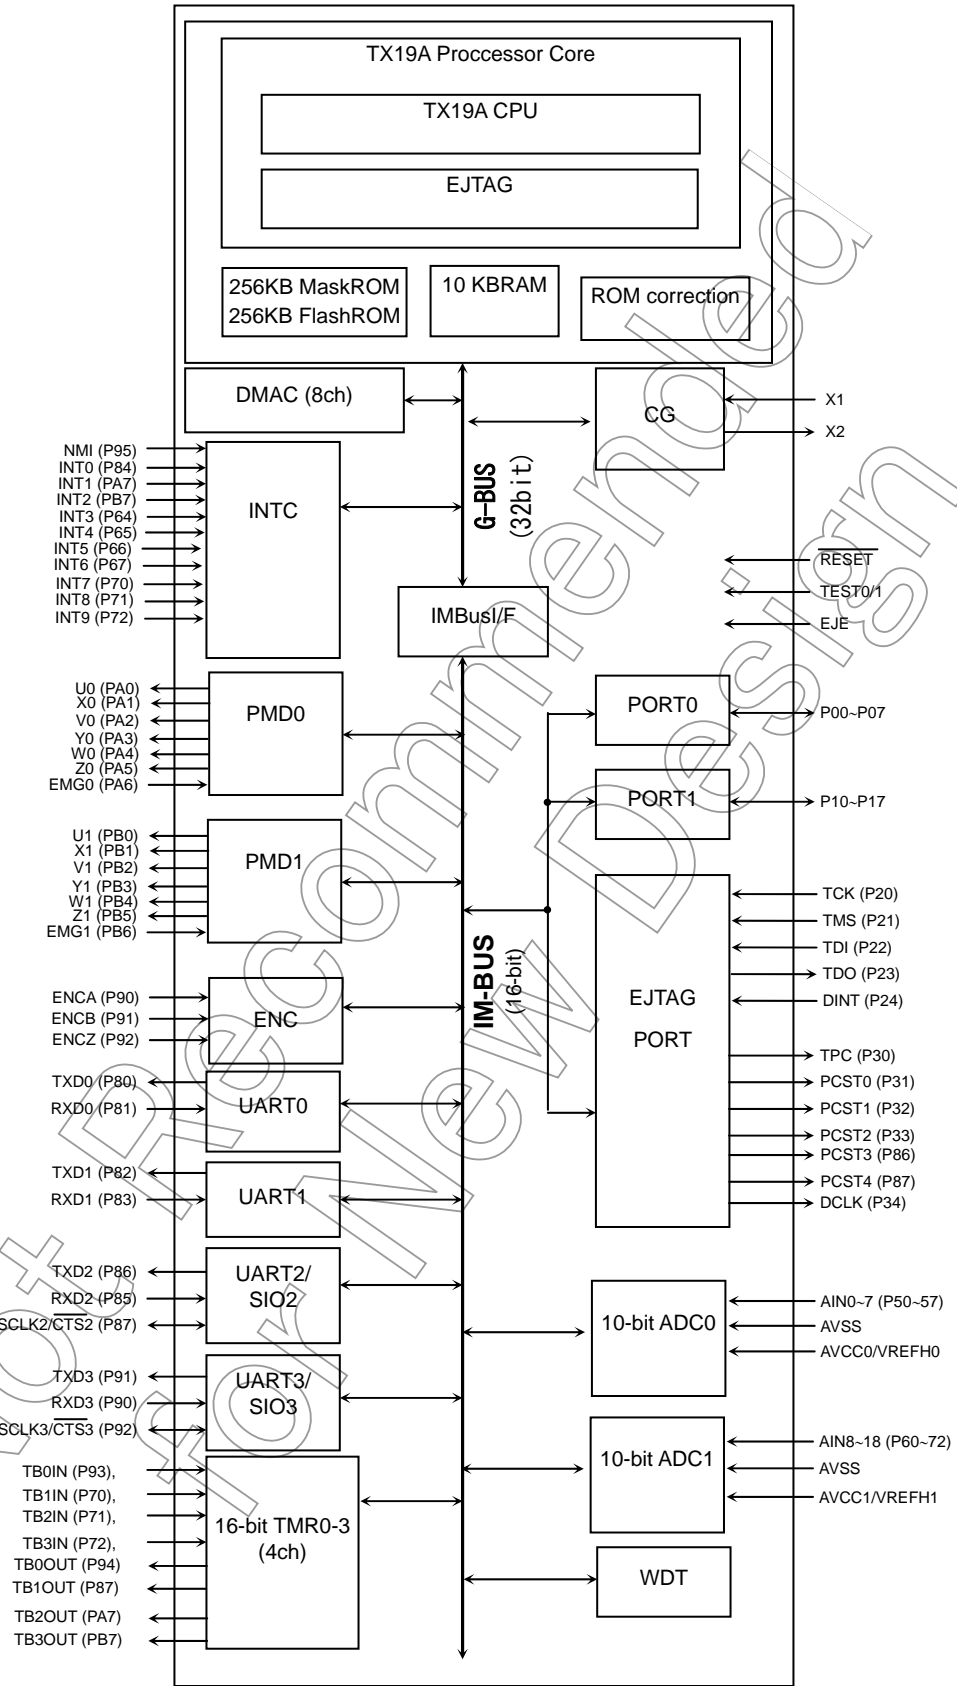 TX19A Proccessor Core
TX19A CPU
EJTAG
256KB MaskROM
256KB FlashROM
10 KBRAM
ROM correction
DMAC (8ch)
CG
X1
X2
G-BUS
(32bit)
NMI (P95)
INT0 (P84)
INT1 (PA7)
INT2 (PB7)
INT3 (P64)
INT4 (P65)
INT5 (P66)
INT6 (P67)
INT7 (P70)
INT8 (P71)
INT9 (P72)
INTC
RESET
TEST0/1
EJE
IMBusI/F
U0 (PA0)
X0 (PA1)
V0 (PA2)
Y0 (PA3)
W0 (PA4)
Z0 (PA5)
EMG0 (PA6)
PMD0
PORT0
P00~P07
PORT1
P10~P17
U1 (PB0)
X1 (PB1)
V1 (PB2)
Y1 (PB3)
W1 (PB4)
Z1 (PB5)
EMG1 (PB6)
PMD1
IM-BUS
(16-bit)
EJTAG
PORT
TCK (P20)
TMS (P21)
TDI (P22)
TDO (P23)
DINT (P24)
TPC (P30)
PCST0 (P31)
PCST1 (P32)
PCST2 (P33)
PCST3 (P86)
PCST4 (P87)
DCLK (P34)
ENCA (P90)
ENCB (P91)
ENCZ (P92)
ENC
TXD0 (P80)
RXD0 (P81)
UART0
TXD1 (P82)
RXD1 (P83)
UART1
TXD2 (P86)
RXD2 (P85)
SCLK2/CTS2 (P87)
UART2/
SIO2
10-bit ADC0
AIN0~7 (P50~57)
AVSS
AVCC0/VREFH0
TXD3 (P91)
RXD3 (P90)
SCLK3/CTS3 (P92)
UART3/
SIO3
10-bit ADC1
AIN8~18 (P60~72)
AVSS
AVCC1/VREFH1
TB0IN (P93),
TB1IN (P70),
TB2IN (P71),
TB3IN (P72),
TB0OUT (P94)
TB1OUT (P87)
TB2OUT (PA7)
TB3OUT (PB7)
16-bit TMR0-3
(4ch)
WDT
Not Recommended
for New Design